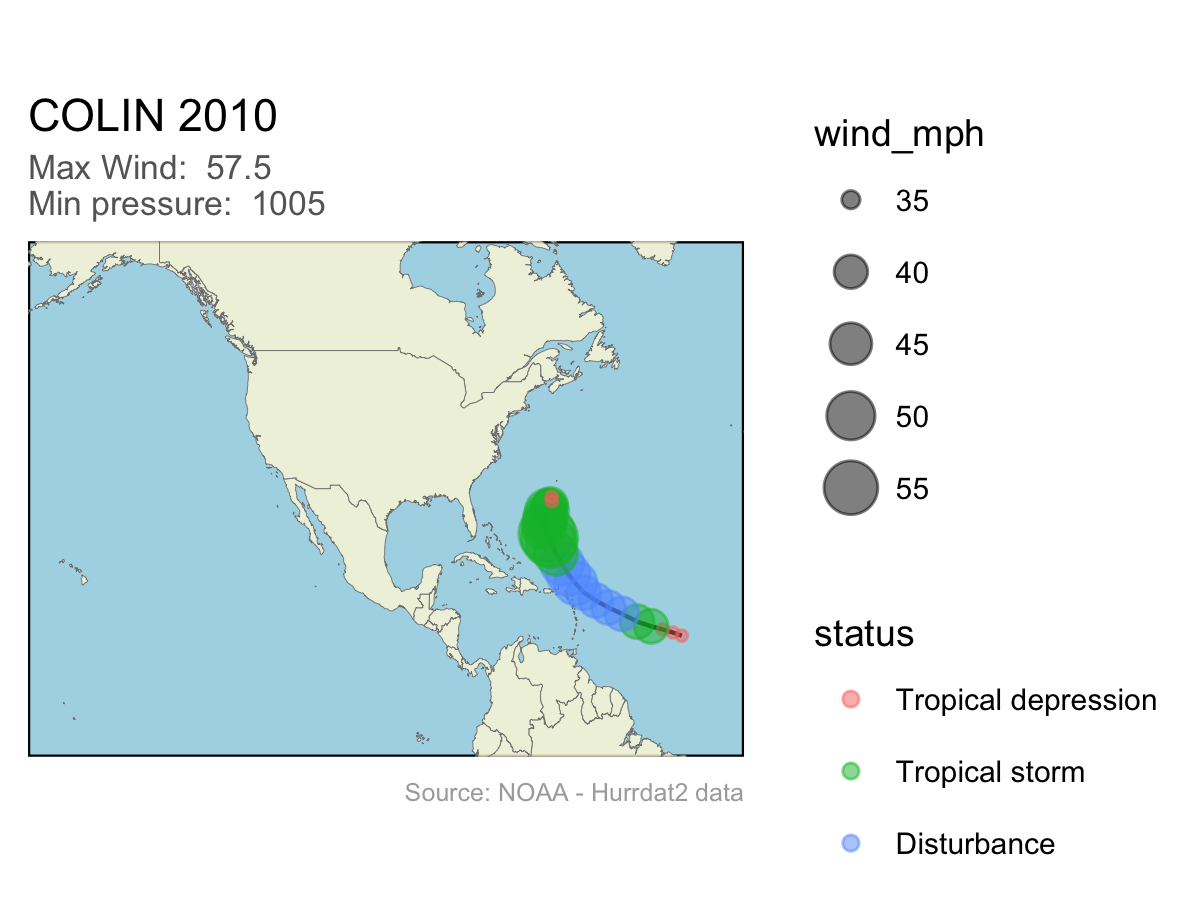 COLIN 2010
Max Wind:  57.5
Min pressure:  1005
wind_mph
35
40
45
50
55
status
Tropical depression
Tropical storm
Disturbance
Source: NOAA - Hurrdat2 data